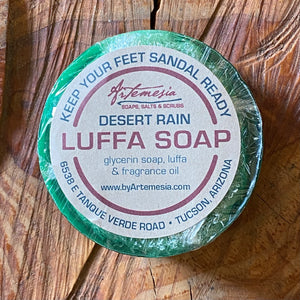 KEEP YOUR FEET SANDAL READY
Artemesia
SOAPS, SALTS & SCRUBS
DESERT RAIN
LUFFA SOAP
glycerin soap, luffa
& fragrance oil
www.byArtemesia.com
6538 E TANQUE VERDE ROAD • TUCSON, ARIZONA